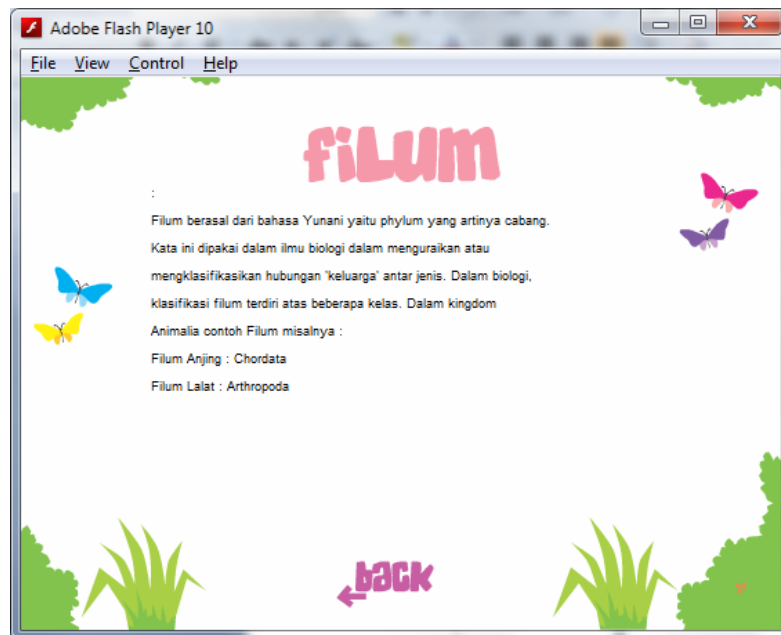 Adobe Flash Player 10
File View Control Help
fiLUM
:
Filum berasal dari bahasa Yunani yaitu phylum yang artinya cabang.
Kata ini dipakai dalam ilmu biologi dalam menguraikan atau
mengklasifikasikan hubungan 'keluarga' antar jenis. Dalam biologi,
klasifikasi filum terdiri atas beberapa kelas. Dalam kingdom
Animalia contoh Filum misalnya :
Filum Anjing : Chordata
Filum Lalat : Arthropoda
back